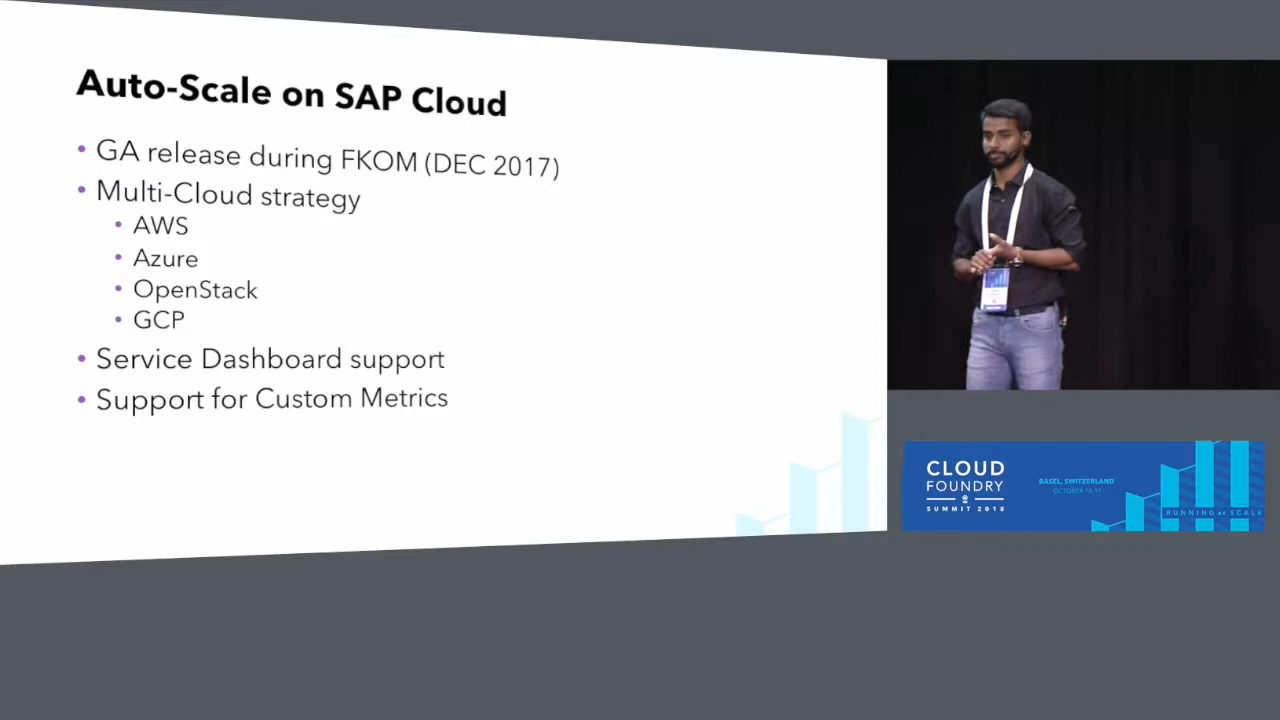 Auto-Scale on SAP Cloud
• GA release during FKOM (DEC 2017)
• Multi-Cloud strategy
• AWS
• Azure
• OpenStack
• GCP
• Service Dashboard support
• Support for Custom Metrics
CLOUD
FOUNDRY
SUMMIT 2018
BASEL, SWITZERLAND
OCTOBER 10-11
RUNNING AT SCALE